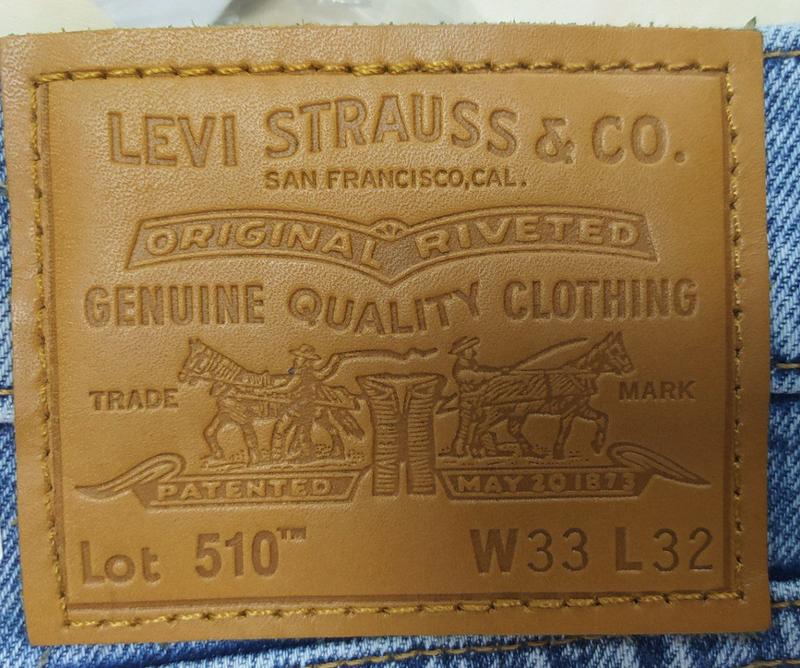 LEVI STRAUSS & CO.
SAN FRANCISCO, CAL.
ORIGINAL RIVETED
GENUINE QUALITY CLOTHING
TRADE MARK
PATENTED MAY 20 1873
Lot 510™ W33 L32